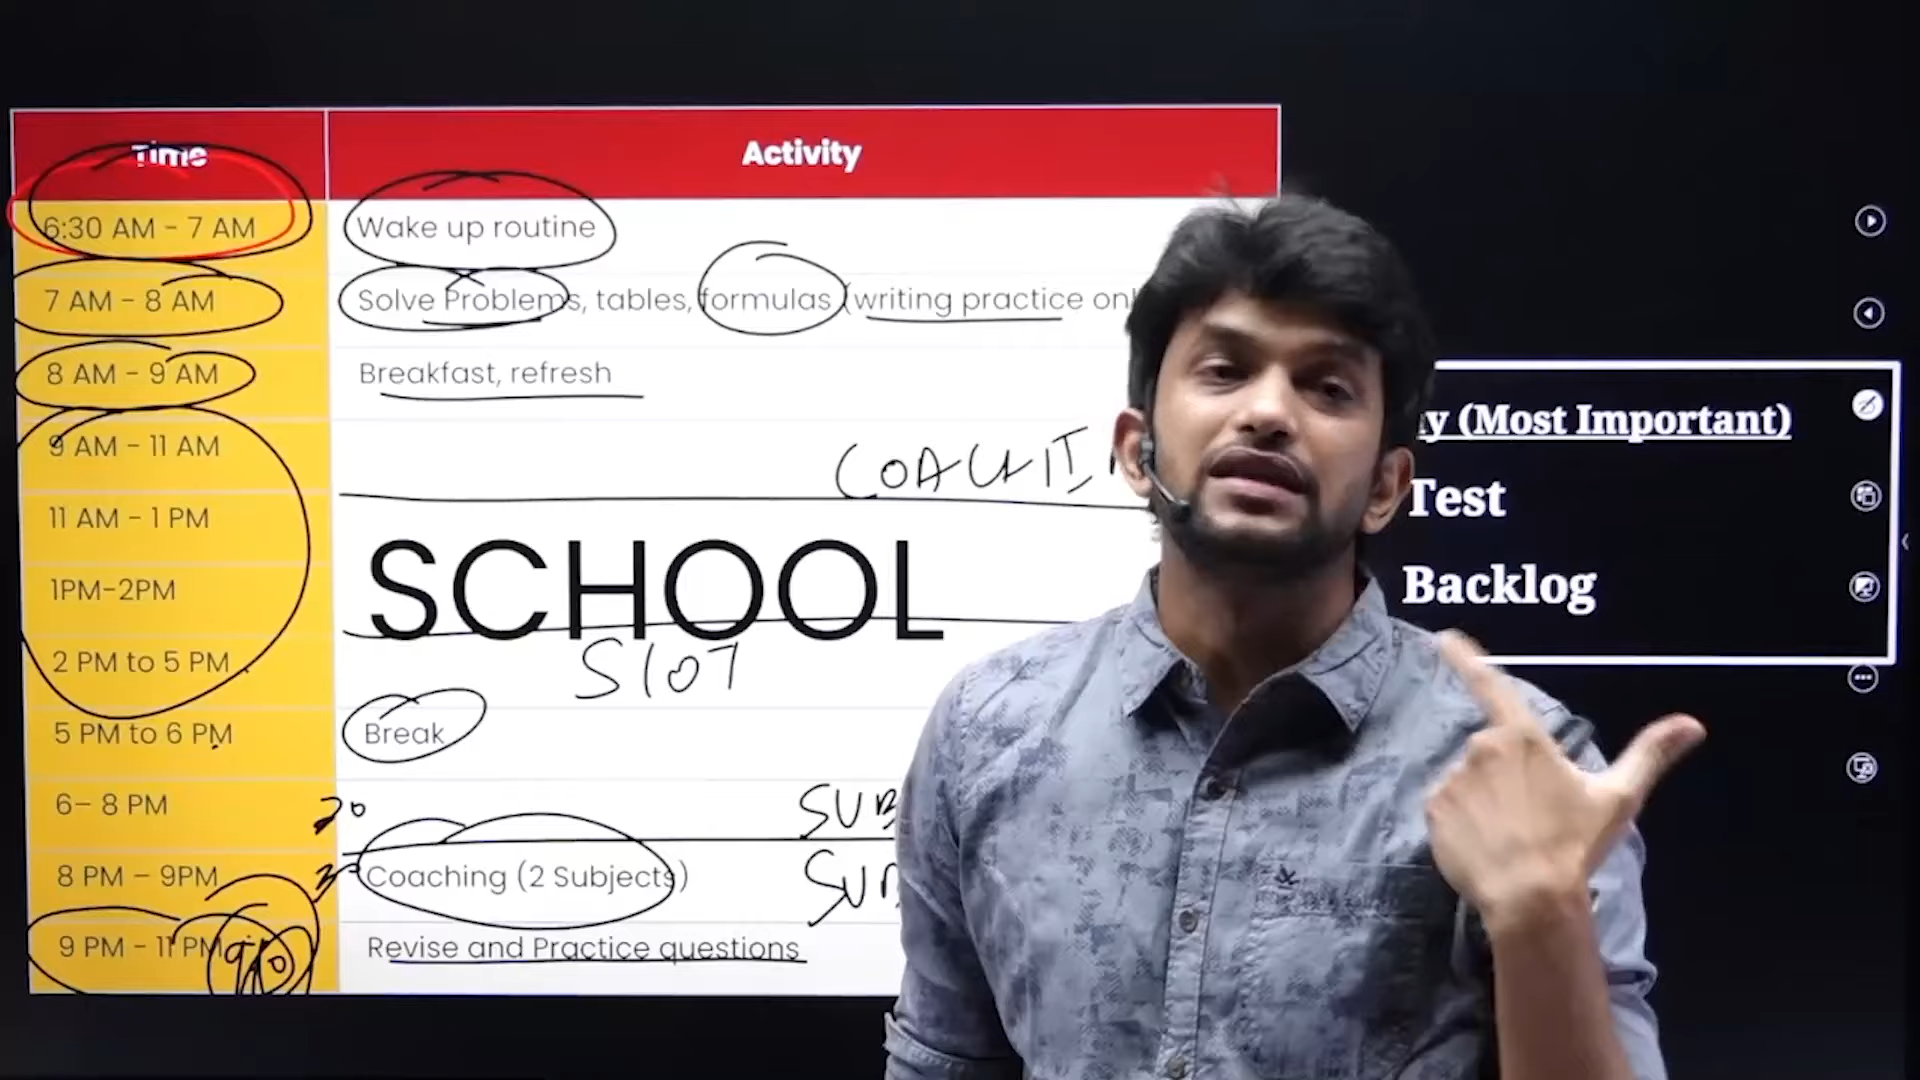 Time Activity
6:30 AM - 7 AM Wake up routine
7 AM - 8 AM Solve Problems, tables, formulas (writing practice
8 AM - 9 AM Breakfast, refresh
9 AM - 11 AM
11 AM - 1 PM
1PM-2PM
2 PM to 5 PM
SCHOOL
SLOT
5 PM to 6 PM Break
6– 8 PM
20
8 PM – 9PM Coaching (2 Subjects)
9 PM - 11 PM Revise and Practice questions
(Most Important)
Test
Backlog